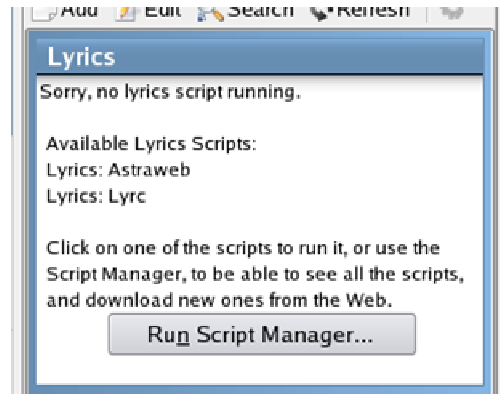 Add Edit Search Refresh
Lyrics
Sorry, no lyrics script running.
Available Lyrics Scripts:
Lyrics: Astraweb
Lyrics: Lyrc
Click on one of the scripts to run it, or use the
Script Manager, to be able to see all the scripts,
and download new ones from the Web.
Run Script Manager...